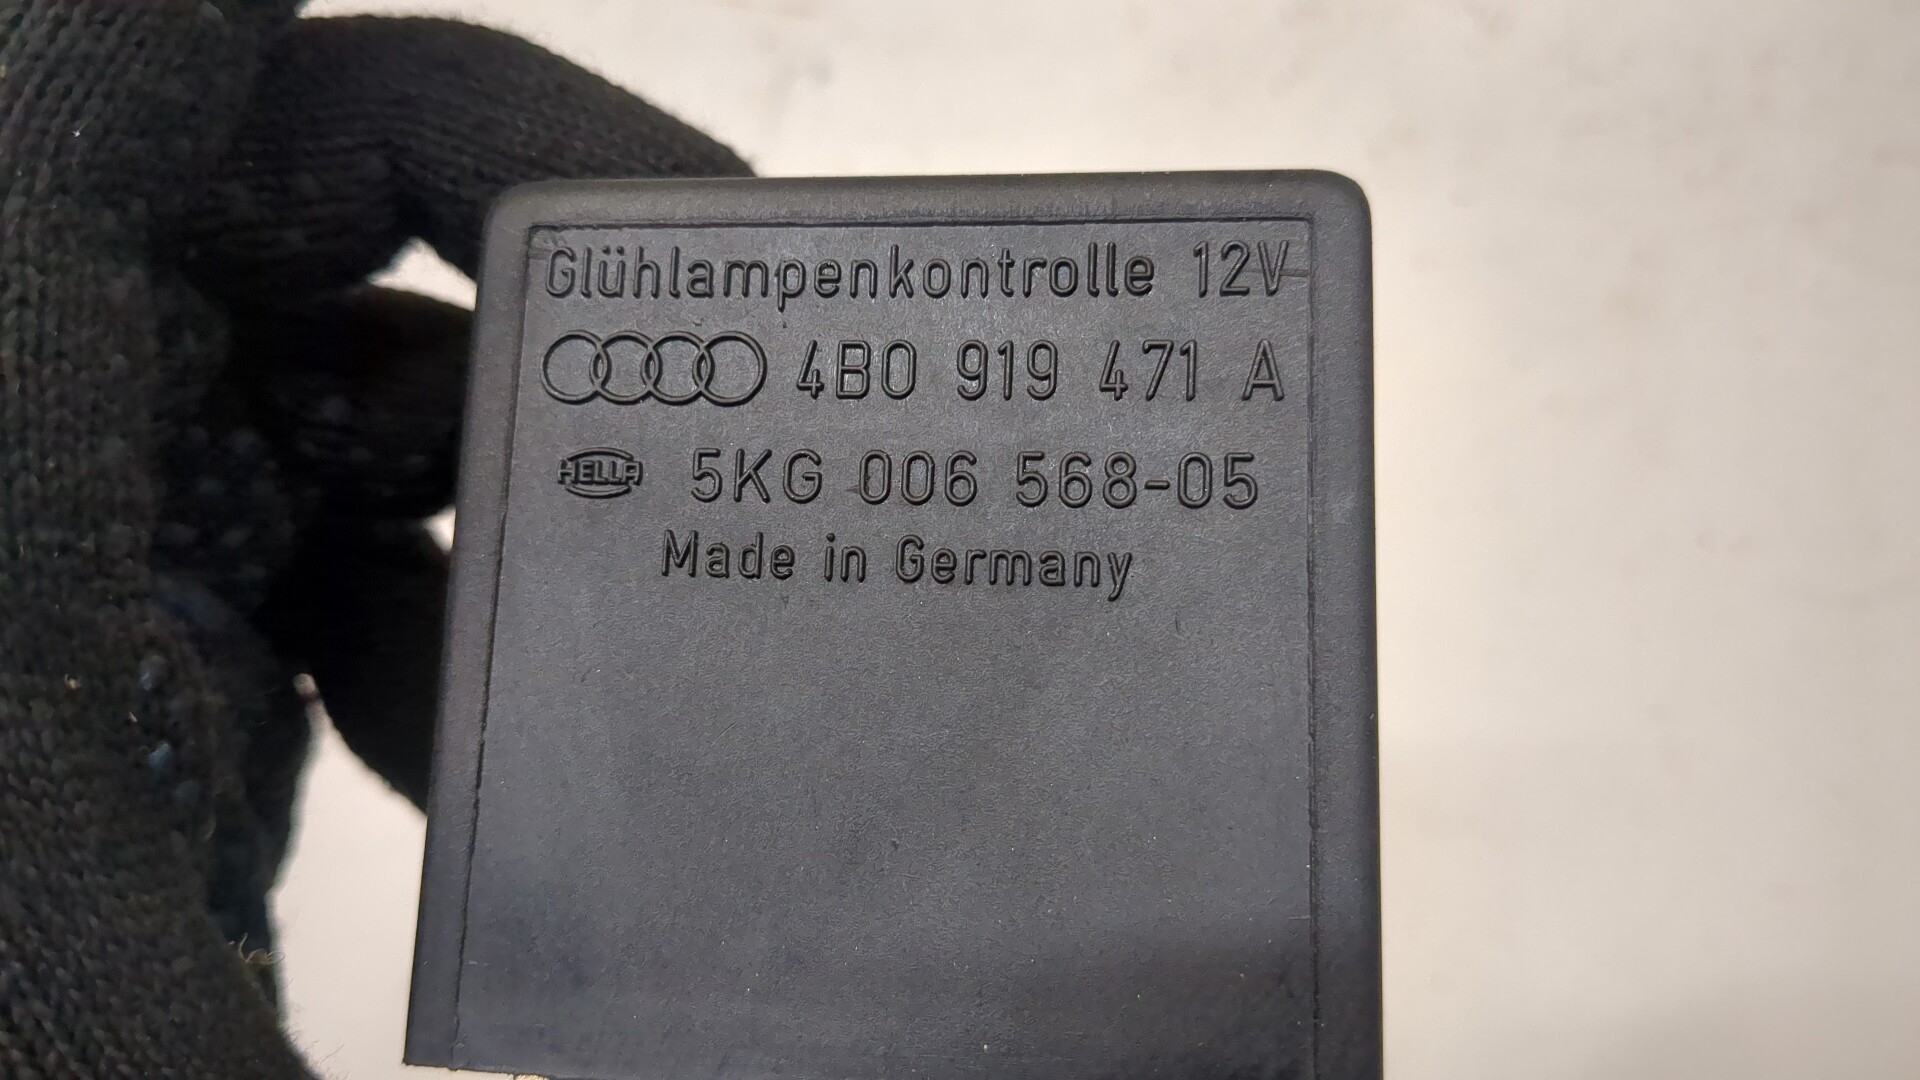 Glühlampenkontrolle 12V
4B0 919 471 A
HELLA 5KG 006 568-05
Made in Germany